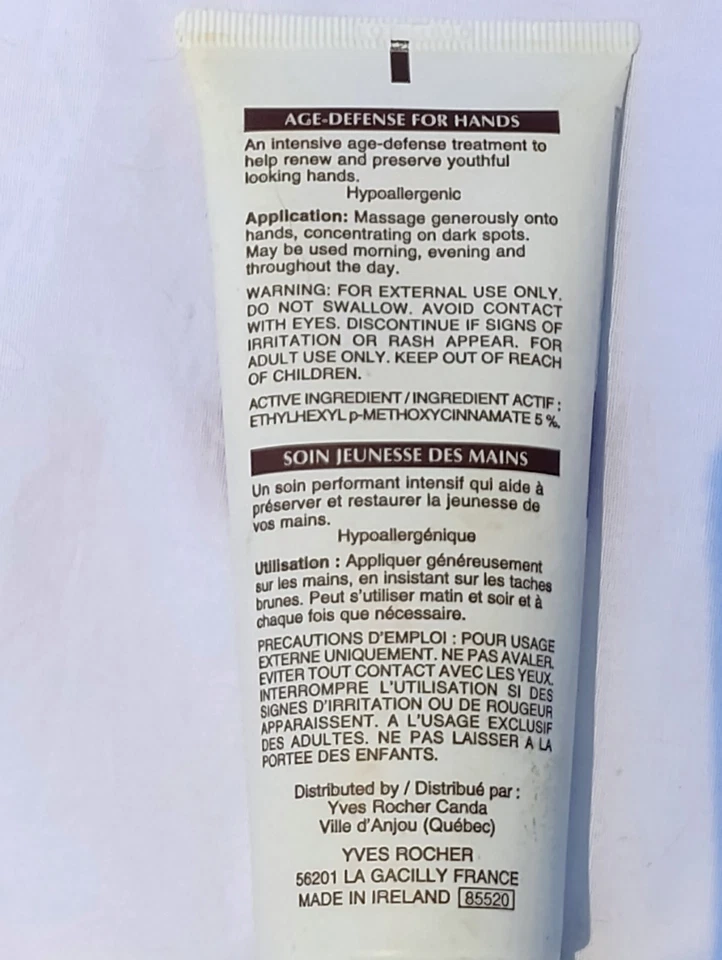 AGE-DEFENSE FOR HANDS
An intensive age-defense treatment to
help renew and preserve youthful
looking hands.
Hypoallergenic
Application: Massage generously onto
hands, concentrating on dark spots.
May be used morning, evening and
throughout the day.
WARNING: FOR EXTERNAL USE ONLY.
DO NOT SWALLOW. AVOID CONTACT
WITH EYES. DISCONTINUE IF SIGNS OF
IRRITATION OR RASH APPEAR. FOR
ADULT USE ONLY. KEEP OUT OF REACH
OF CHILDREN.
ACTIVE INGREDIENT / INGREDIENT ACTIF :
ETHYLHEXYL p-METHOXYCINNAMATE 5 %.
SOIN JEUNESSE DES MAINS
Un soin performant intensif qui aide à
préserver et restaurer la jeunesse de
vos mains.
Hypoallergénique
Utilisation : Appliquer généreusement
sur les mains, en insistant sur les taches
brunes. Peut s'utiliser matin et soir et à
chaque fois que nécessaire.
PRECAUTIONS D'EMPLOI : POUR USAGE
EXTERNE UNIQUEMENT. NE PAS AVALER.
EVITER TOUT CONTACT AVEC LES YEUX.
INTERROMPRE L'UTILISATION SI DES
SIGNES D'IRRITATION OU DE ROUGEUR
APPARAISSENT. A L'USAGE EXCLUSIF
DES ADULTES. NE PAS LAISSER A LA
PORTEE DES ENFANTS.
Distributed by / Distribué par :
Yves Rocher Canda
Ville d'Anjou (Québec)
YVES ROCHER
56201 LA GACILLY FRANCE
MADE IN IRELAND 85520